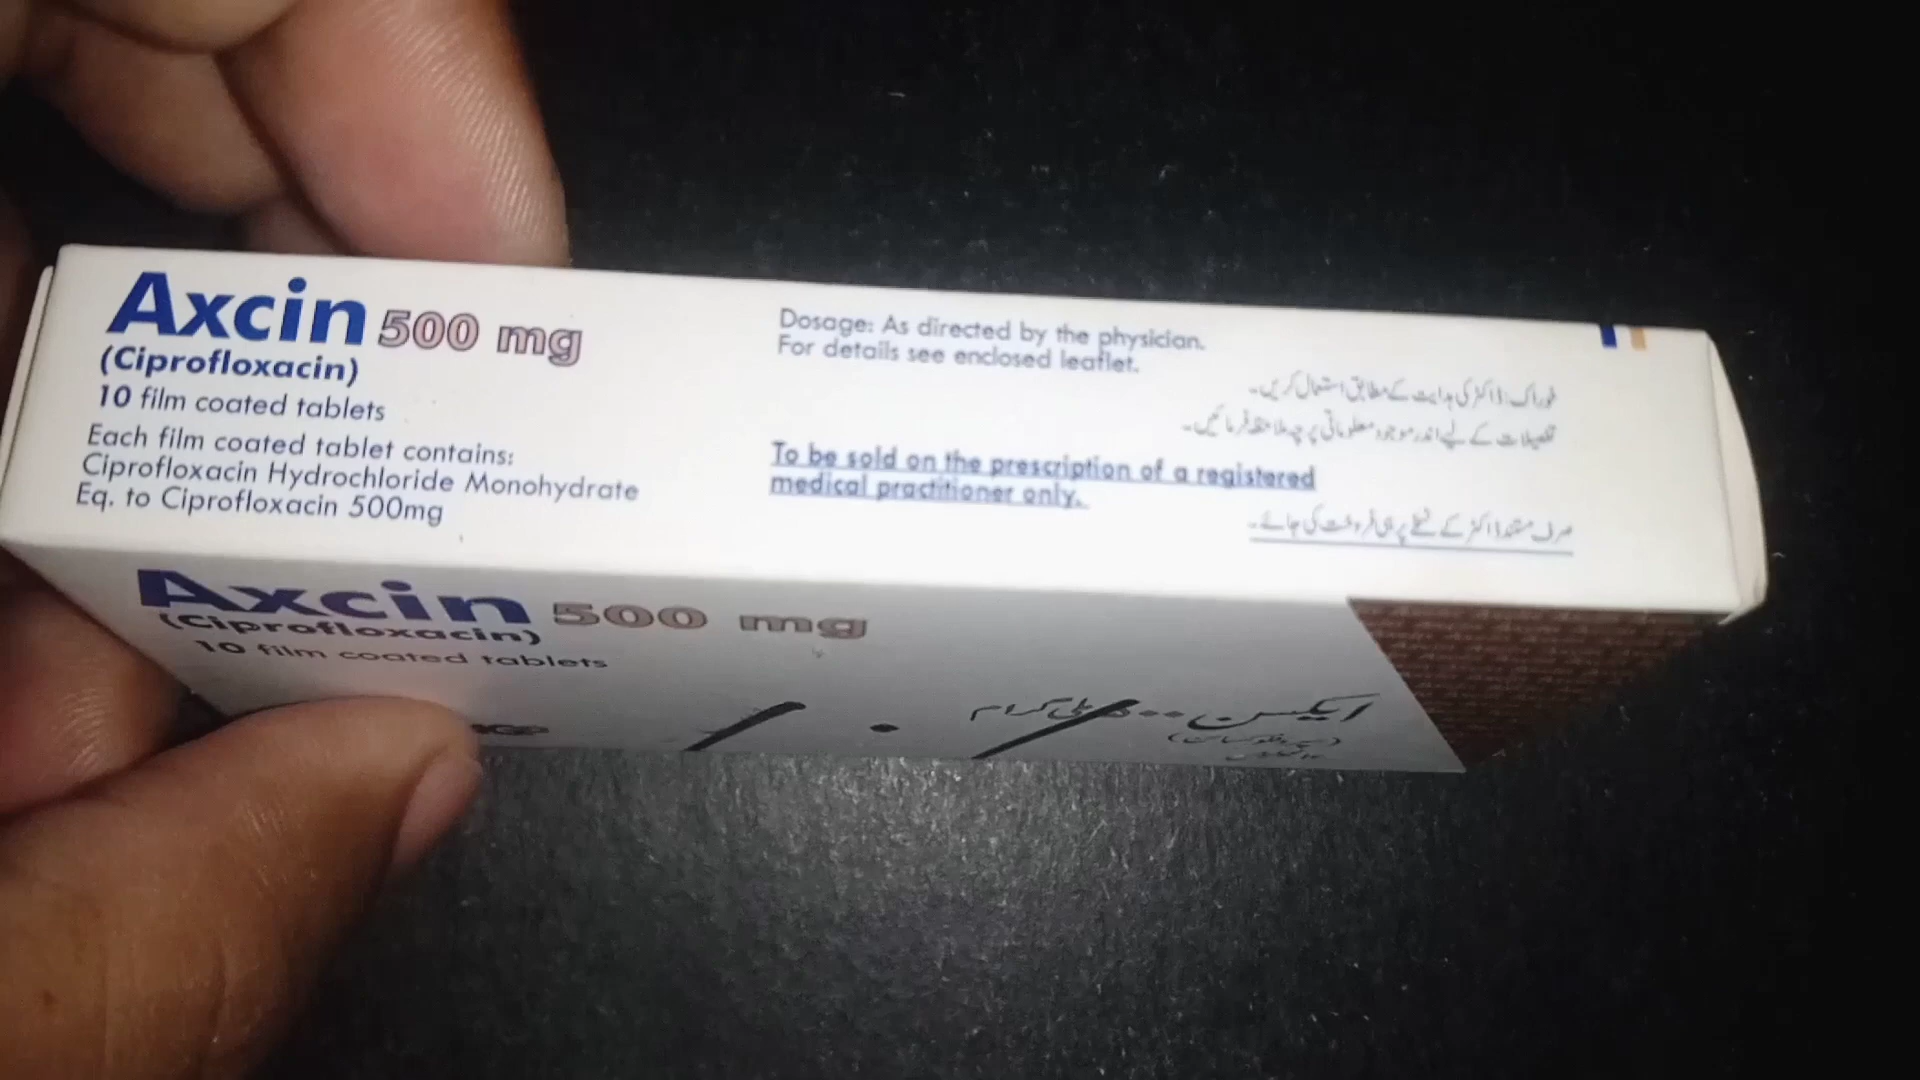 Axcin 500 mg
(Ciprofloxacin)
10 film coated tablets
Each film coated tablet contains:
Ciprofloxacin Hydrochloride Monohydrate
Eq. to Ciprofloxacin 500mg
Dosage: As directed by the physician.
For details see enclosed leaflet.
خوراک: ڈاکٹر کی ہدایت کے مطابق استعمال کریں۔
تفصیلات کے لیے اندر موجود معلوماتی پرچہ ملاحظہ فرمائیں۔
To be sold on the prescription of a registered
medical practitioner only.
صرف مستند ڈاکٹر کے نسخے پر ہی فروخت کی جائے۔
Axcin 500 mg
(Ciprofloxacin)
10 film coated tablets
ایکسن ۵۰۰ ملی گرام